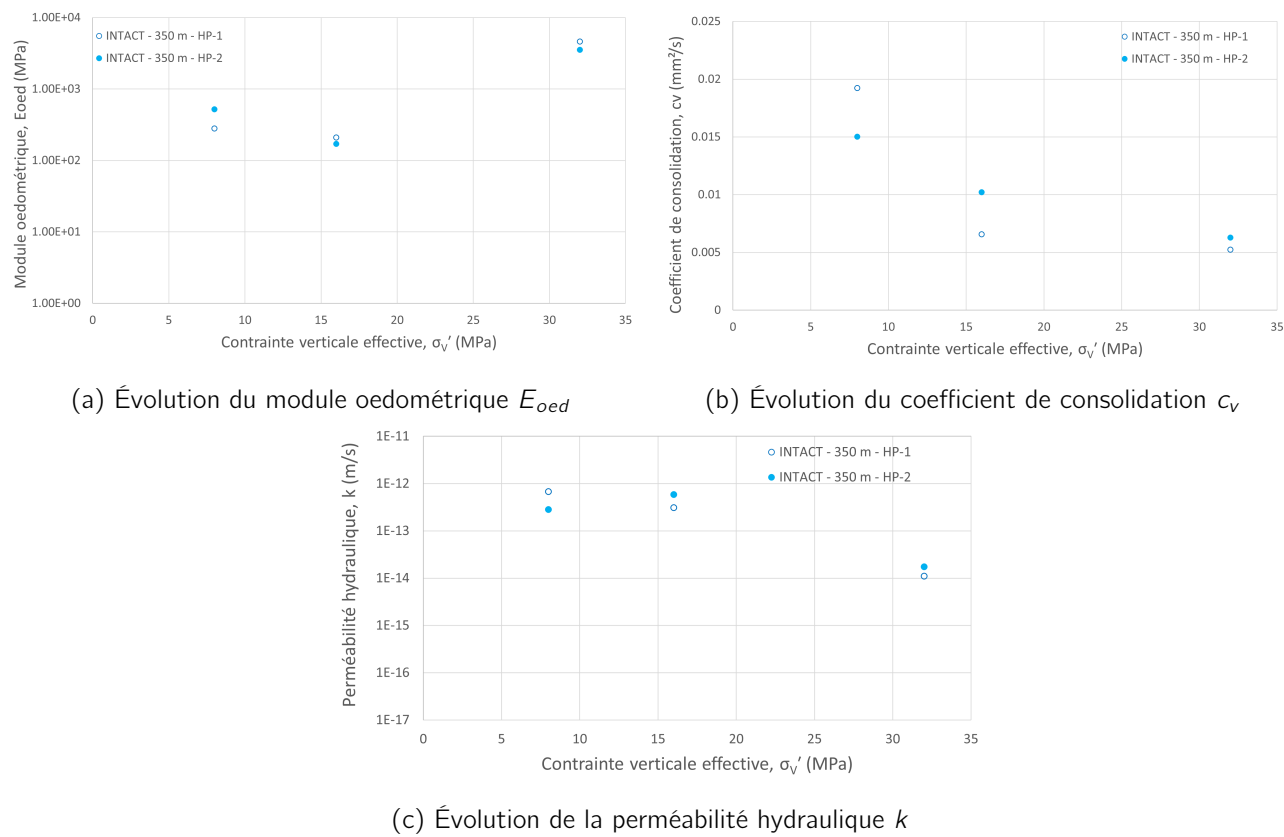 1.00E+04
1.00E+03
1.00E+02
1.00E+01
1.00E+00
Module oedométrique, Eoed (MPa)
INTACT - 350 m - HP-1
INTACT - 350 m - HP-2
0 5 10 15 20 25 30 35
Contrainte verticale effective, σV' (MPa)
(a) Évolution du module oedométrique Eoed
0.025
0.02
0.015
0.01
0.005
0
Coefficient de consolidation, cv (mm²/s)
INTACT - 350 m - HP-1
INTACT - 350 m - HP-2
0 5 10 15 20 25 30 35
Contrainte verticale effective, σV' (MPa)
(b) Évolution du coefficient de consolidation cv
1E-11
1E-12
1E-13
1E-14
1E-15
1E-16
1E-17
Perméabilité hydraulique, k (m/s)
INTACT - 350 m - HP-1
INTACT - 350 m - HP-2
0 5 10 15 20 25 30 35
Contrainte verticale effective, σV' (MPa)
(c) Évolution de la perméabilité hydraulique k